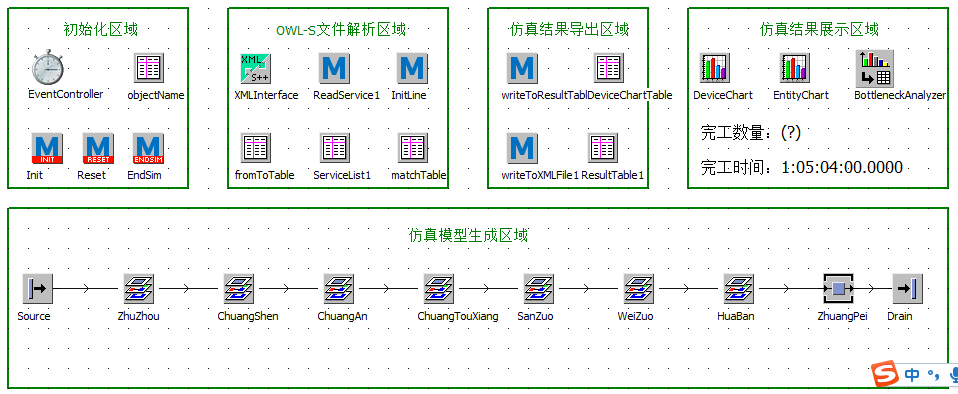 初始化区域
EventController
objectName
M
INIT
Init
M
RESET
Reset
M
ENDSIM
EndSim
OWL-S文件解析区域
XML
S++
XMLInterface
M
ReadService1
M
InitLine
fromToTable
ServiceList1
matchTable
仿真结果导出区域
M
writeToResultTabl
DeviceChartTable
M
writeToXMLFile1
ResultTable1
仿真结果展示区域
DeviceChart
EntityChart
BottleneckAnalyzer
完工数量：(?)
完工时间：1:05:04:00.0000
仿真模型生成区域
Source
ZhuZhou
ChuangShen
ChuangAn
ChuangTouXiang
SanZuo
WeiZuo
HuaBan
ZhuangPei
Drain
S 中 °,